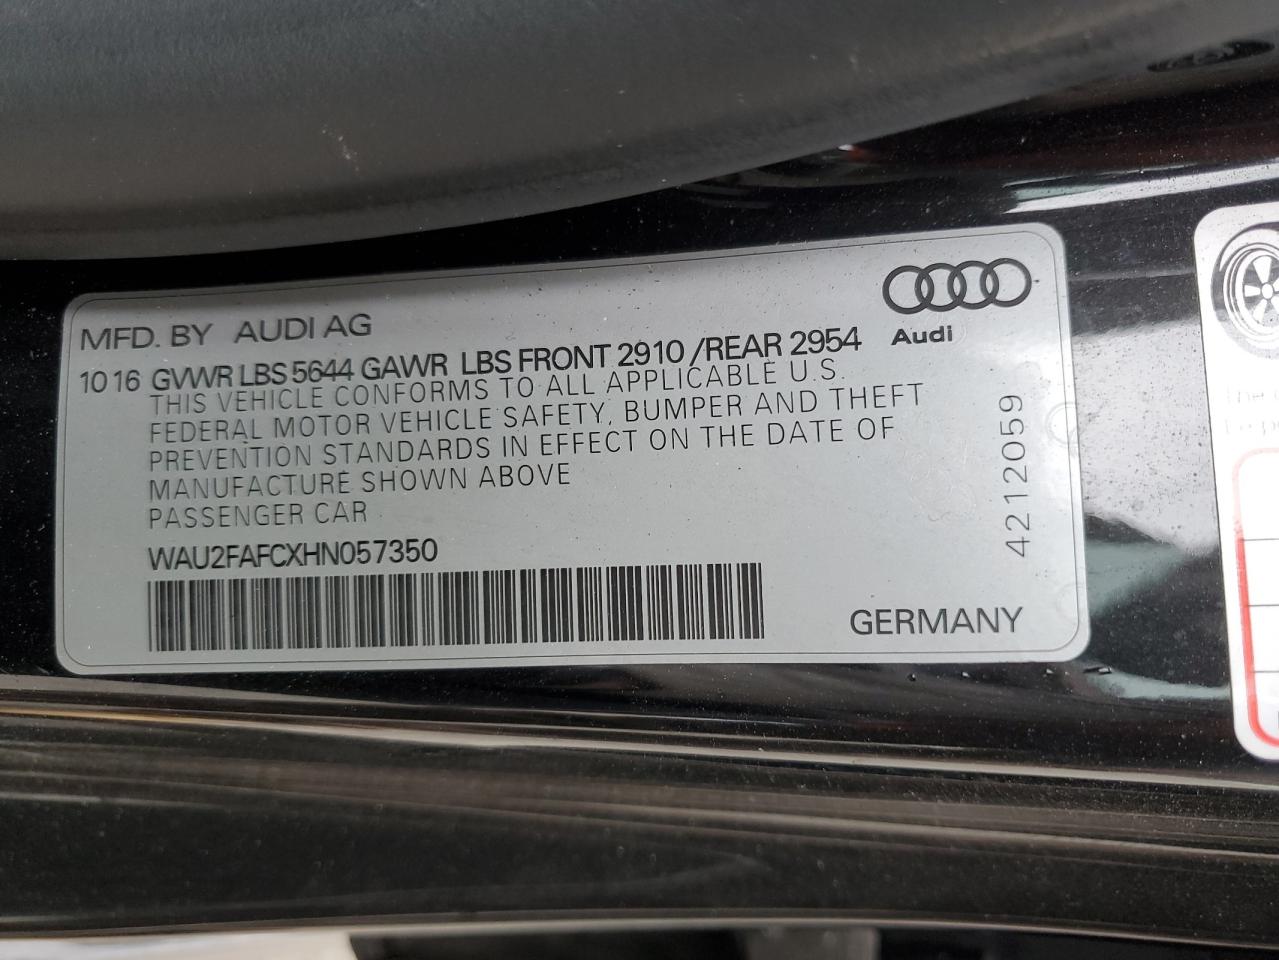 MFD. BY AUDI AG
Audi
10 16 GVWR LBS 5644 GAWR LBS FRONT 2910 /REAR 2954
THIS VEHICLE CONFORMS TO ALL APPLICABLE U.S.
FEDERAL MOTOR VEHICLE SAFETY, BUMPER AND THEFT
PREVENTION STANDARDS IN EFFECT ON THE DATE OF
MANUFACTURE SHOWN ABOVE
PASSENGER CAR
WAU2FAFCXHN057350
4212059
GERMANY